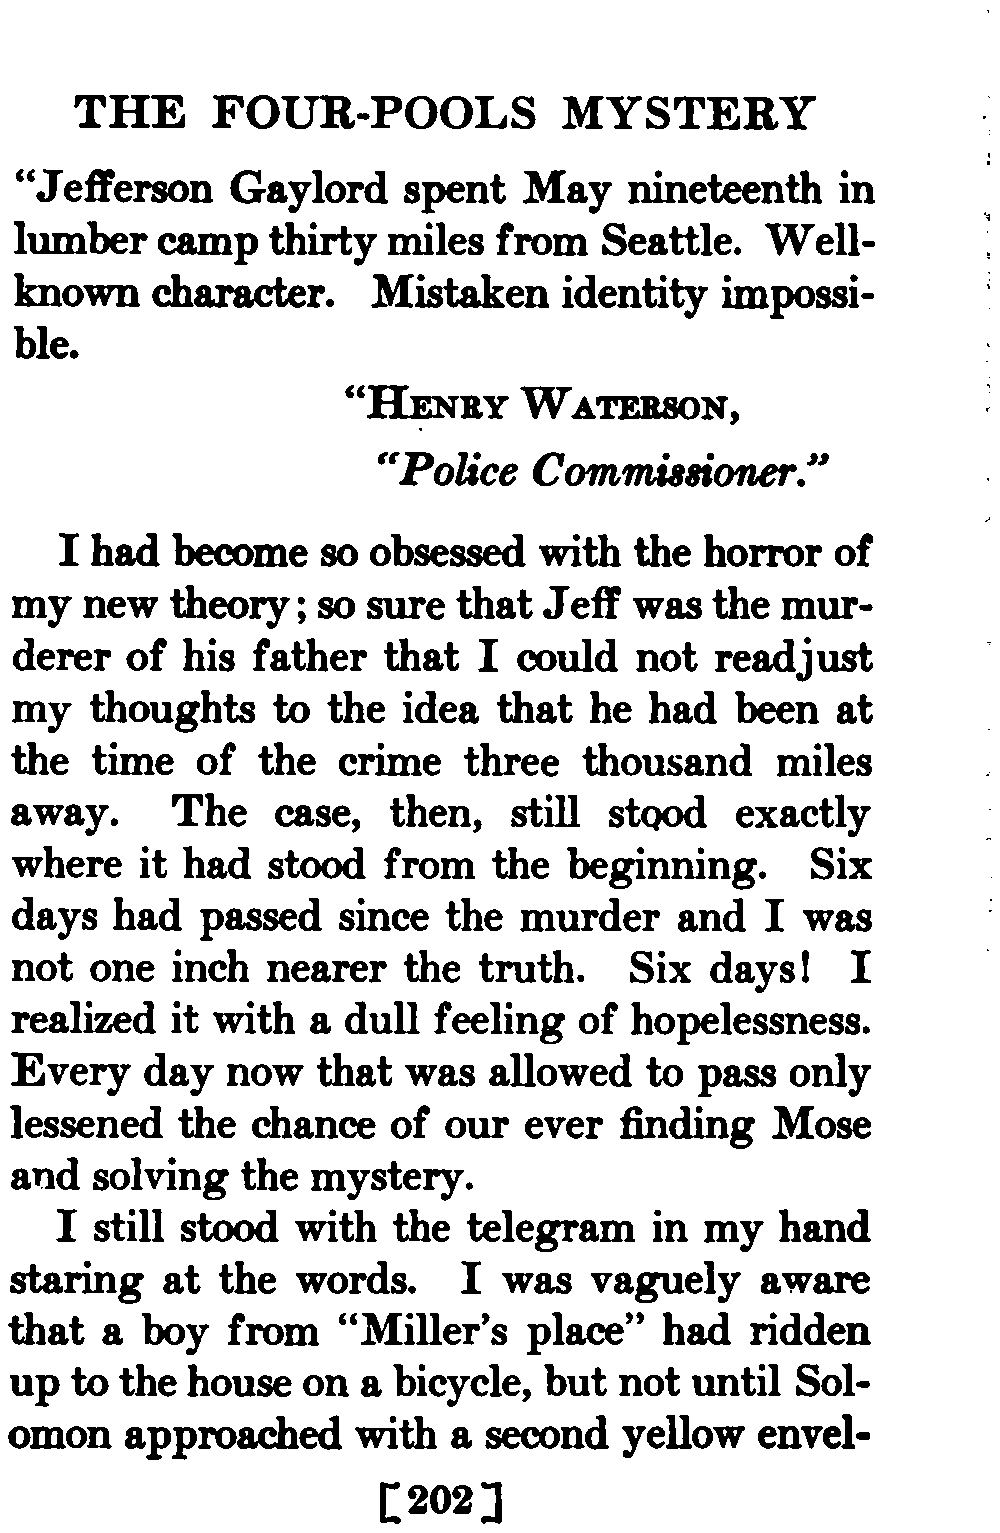 THE FOUR-POOLS MYSTERY
“Jefferson Gaylord spent May nineteenth in
lumber camp thirty miles from Seattle. Well-
known character. Mistaken identity impossi-
ble.
“HENRY WATERSON,
“Police Commissioner.”
I had become so obsessed with the horror of
my new theory; so sure that Jeff was the mur-
derer of his father that I could not readjust
my thoughts to the idea that he had been at
the time of the crime three thousand miles
away. The case, then, still stood exactly
where it had stood from the beginning. Six
days had passed since the murder and I was
not one inch nearer the truth. Six days! I
realized it with a dull feeling of hopelessness.
Every day now that was allowed to pass only
lessened the chance of our ever finding Mose
and solving the mystery.
I still stood with the telegram in my hand
staring at the words. I was vaguely aware
that a boy from “Miller’s place” had ridden
up to the house on a bicycle, but not until Sol-
omon approached with a second yellow envel-
[202]